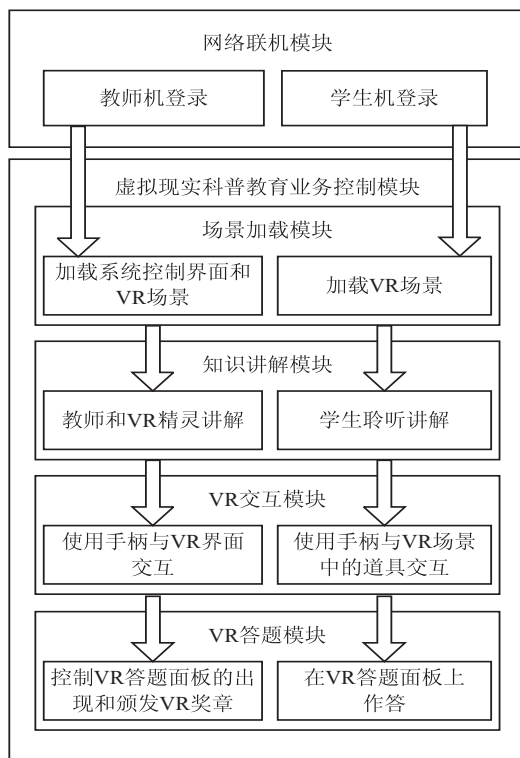 网络联机模块
教师机登录
学生机登录
虚拟现实科普教育业务控制模块
场景加载模块
加载系统控制界面和
VR场景
加载VR场景
知识讲解模块
教师和VR精灵讲解
学生聆听讲解
VR交互模块
使用手柄与VR界面
交互
使用手柄与VR场景
中的道具交互
VR答题模块
控制VR答题面板的出
现和颁发VR奖章
在VR答题面板上
作答